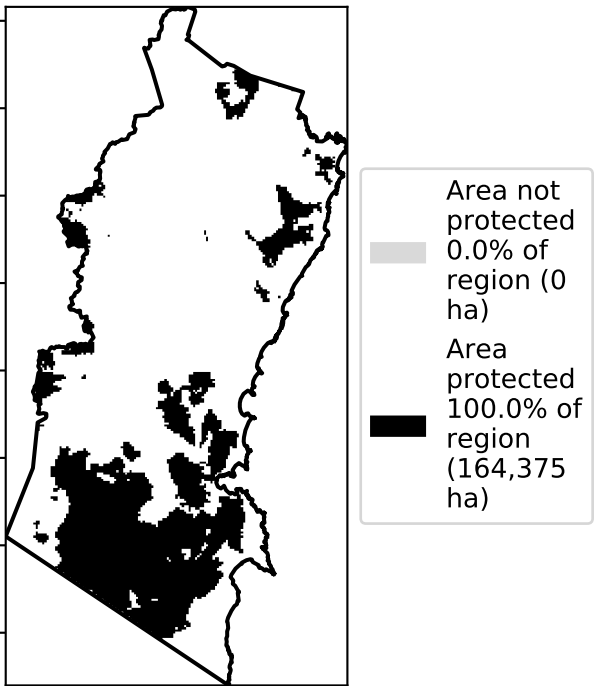 Area not
protected
0.0% of
region (0
ha)
Area
protected
100.0% of
region
(164,375
ha)